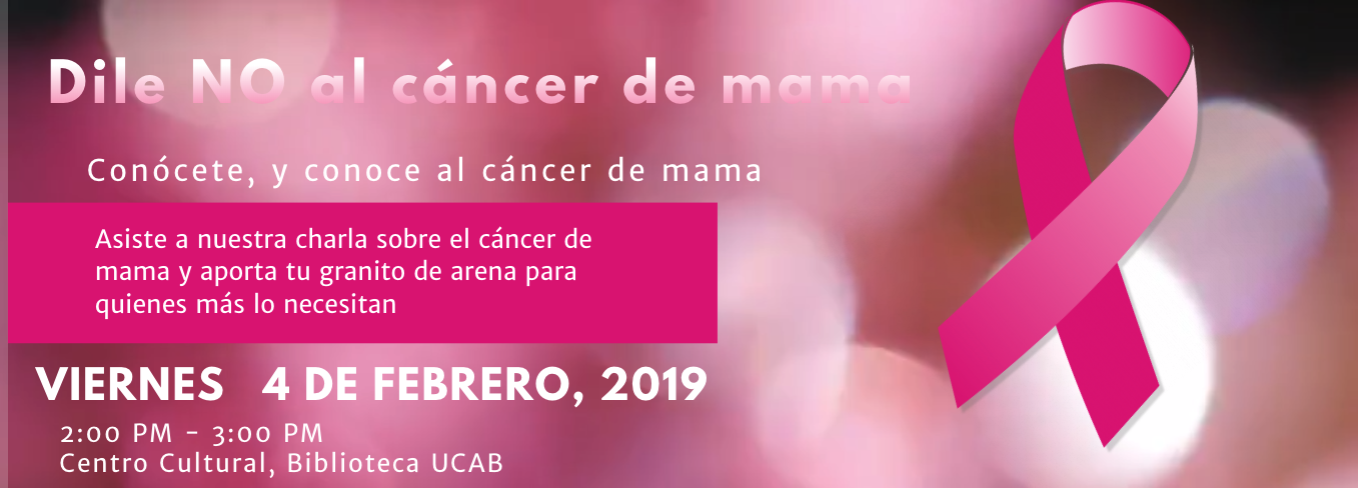 Dile NO al cáncer de mama
Conócete, y conoce al cáncer de mama
Asiste a nuestra charla sobre el cáncer de
mama y aporta tu granito de arena para
quienes más lo necesitan
VIERNES 4 DE FEBRERO, 2019
2:00 PM - 3:00 PM
Centro Cultural, Biblioteca UCAB